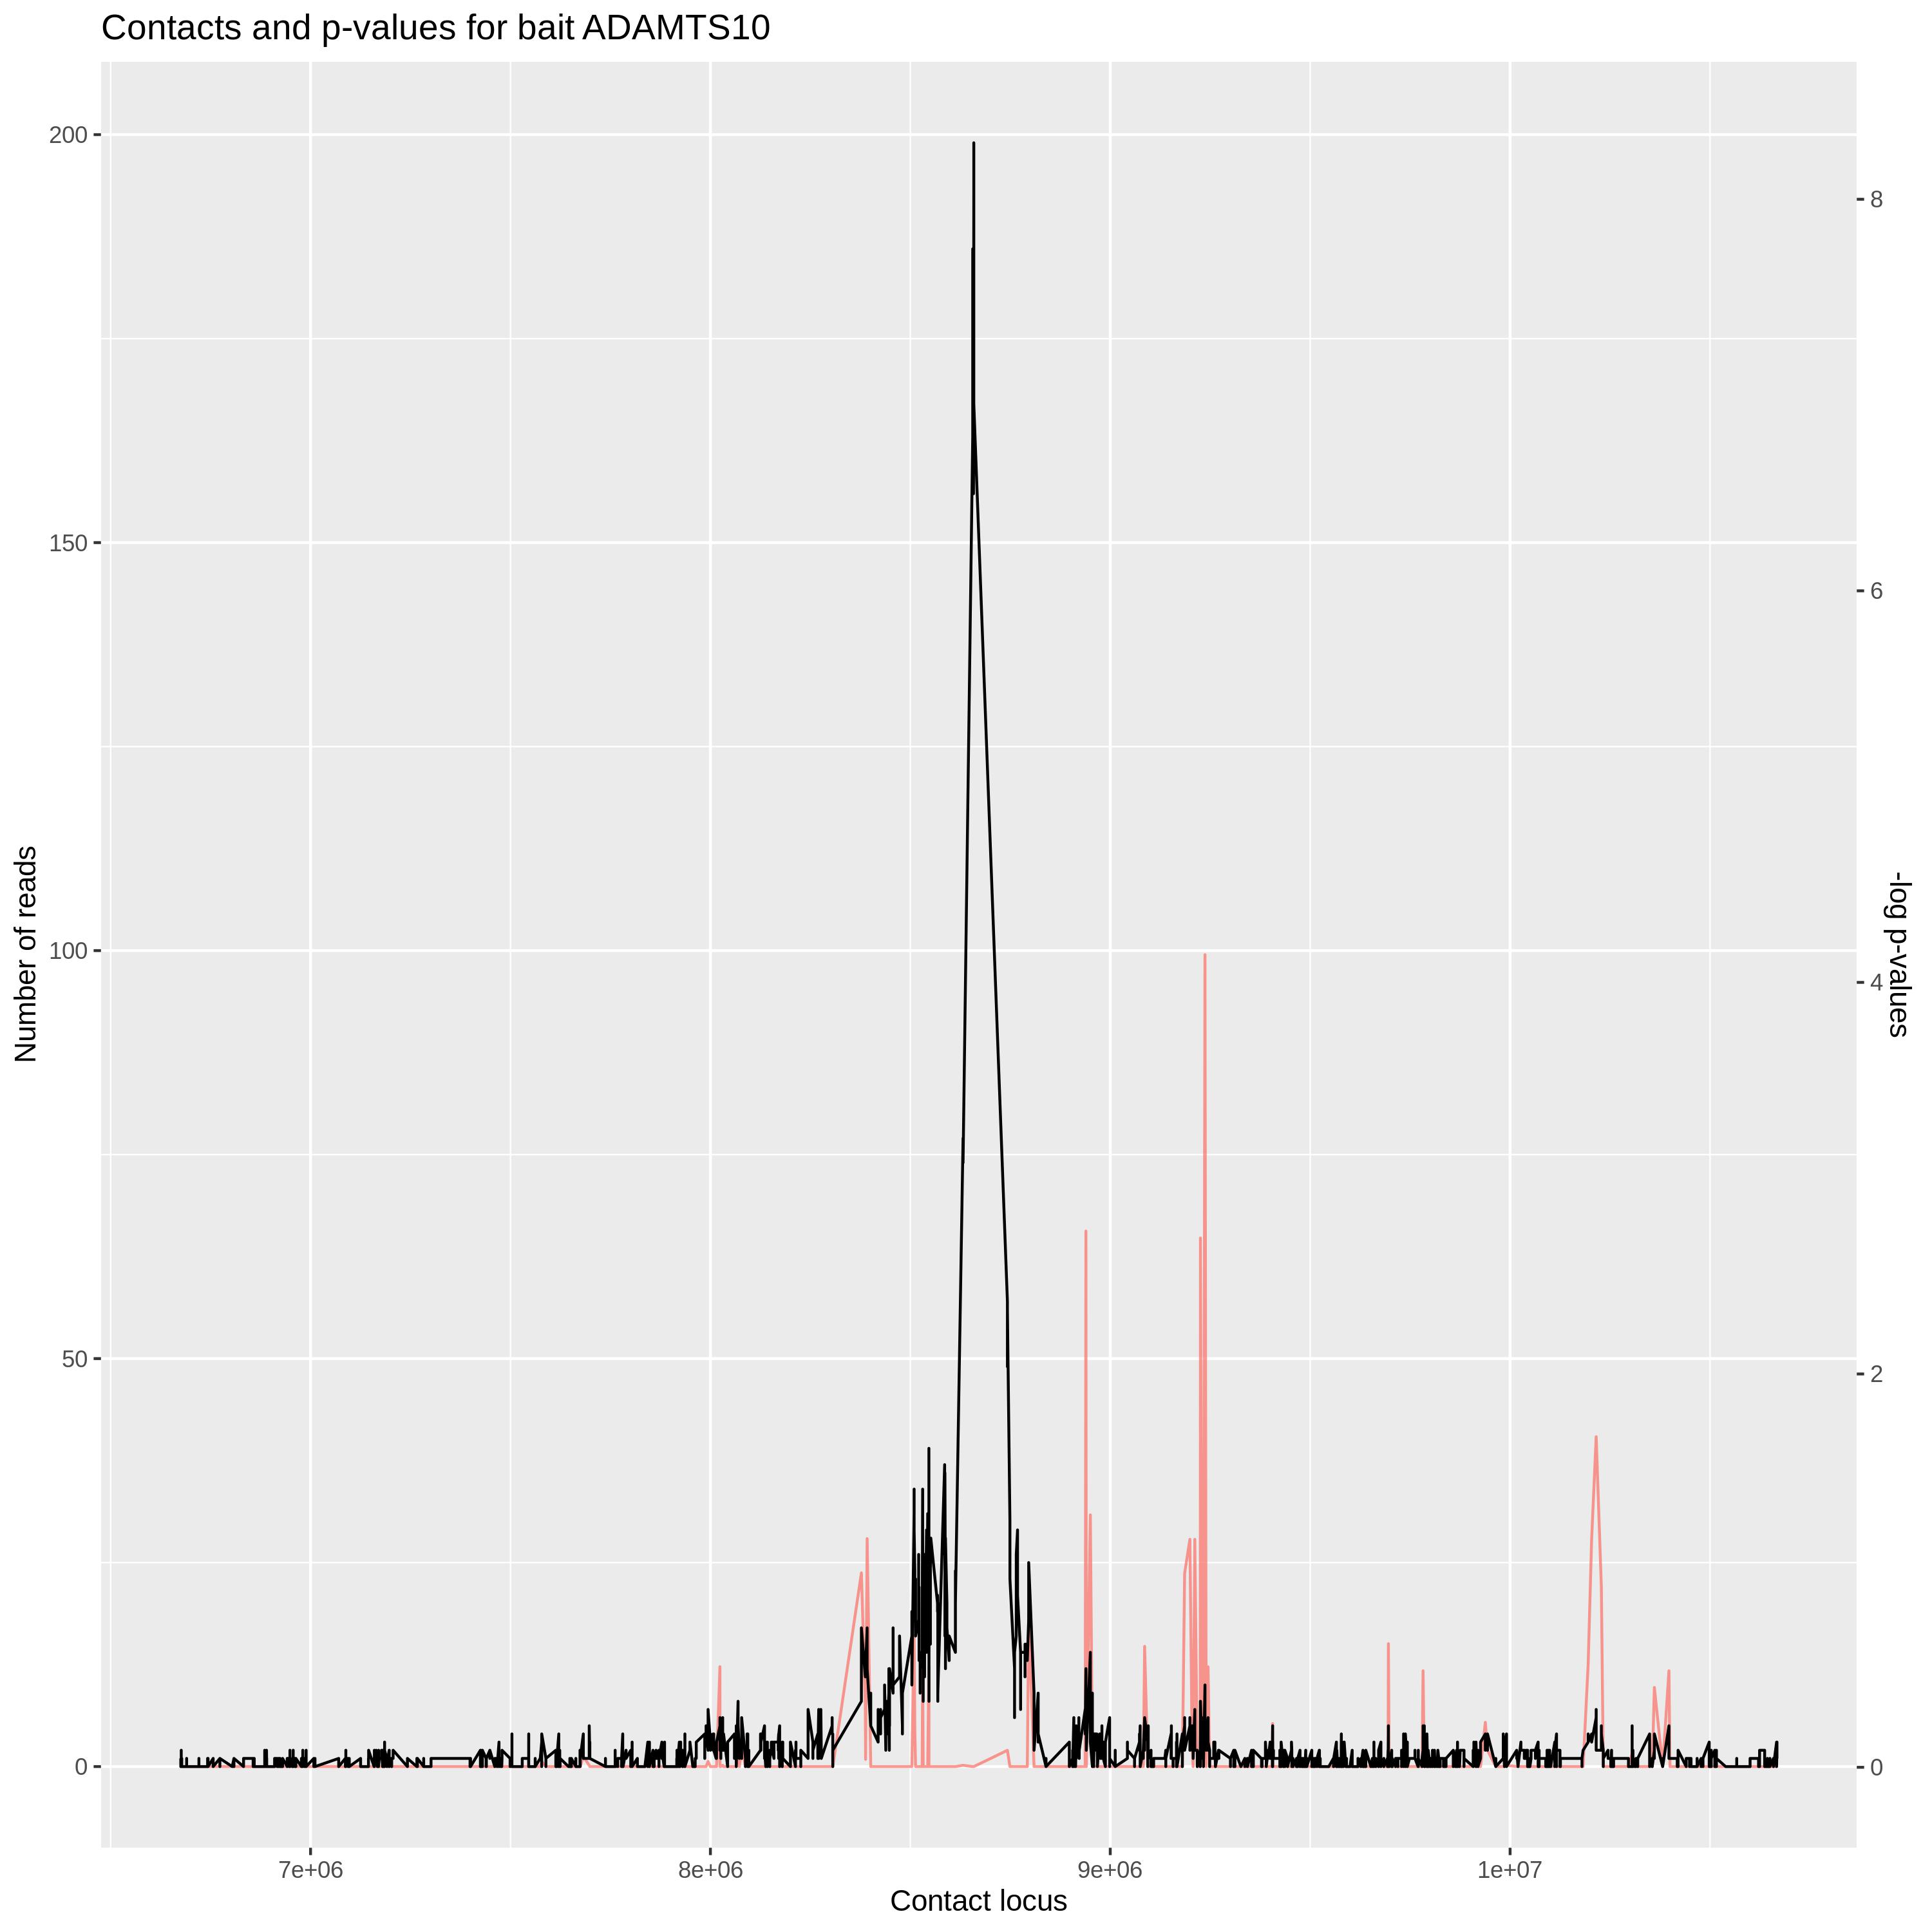 Contacts and p-values for bait ADAMTS10
200
150
100
50
0
Number of reads
8
6
4
2
0
-log p-values
7e+06
8e+06
9e+06
1e+07
Contact locus